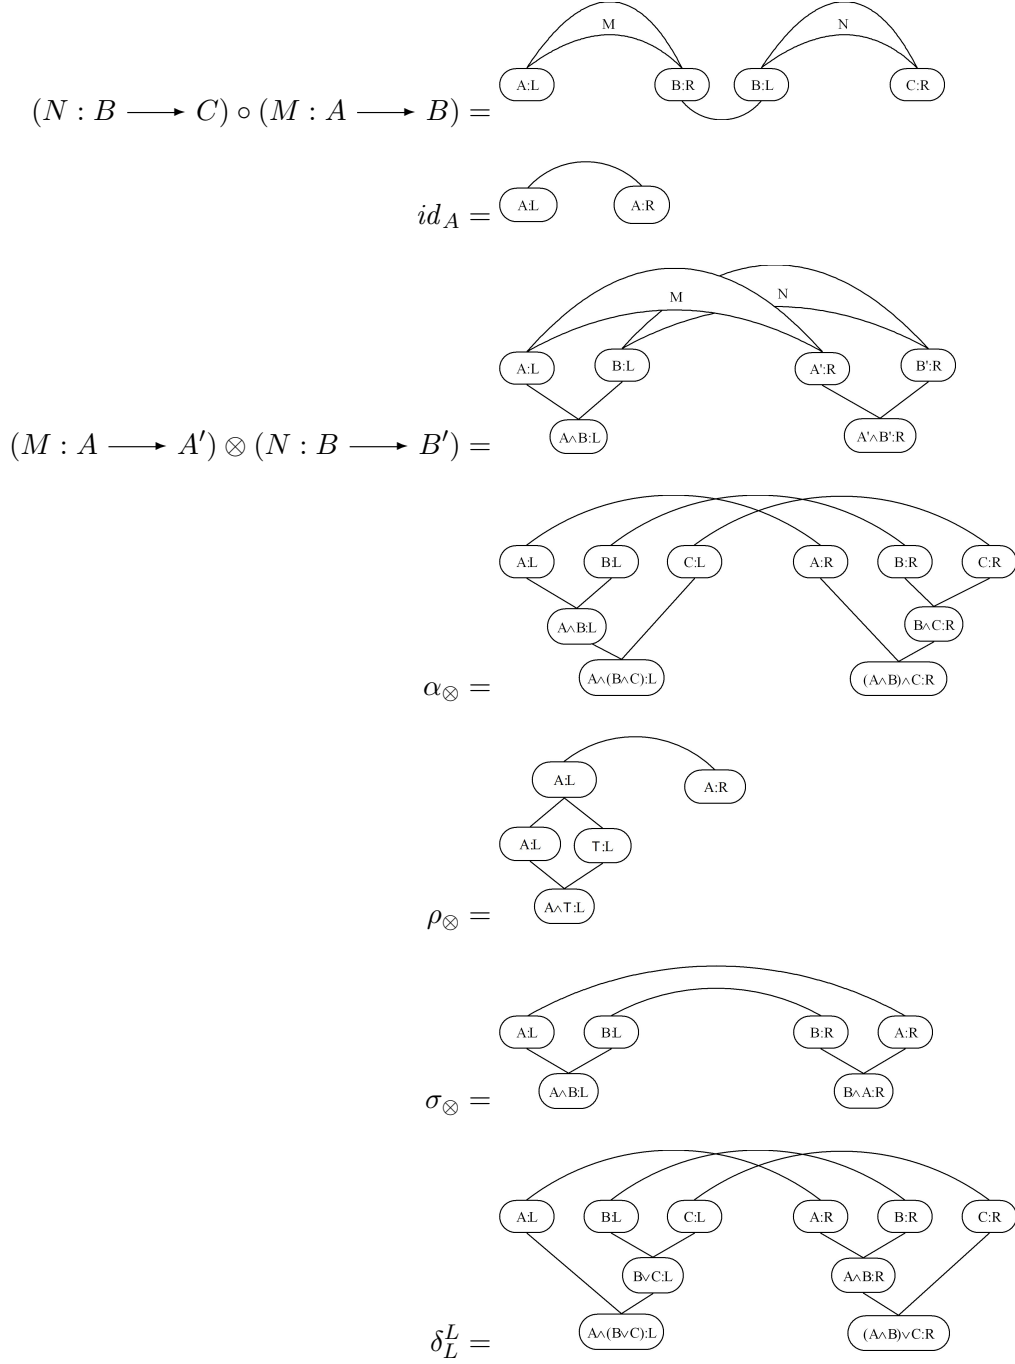 M N
A:L B:R B:L C:R
(N : B ⟶ C) ∘ (M : A ⟶ B) =
A:L A:R
id_A =
M N
A:L B:L A':R B':R
A∧B:L A'∧B':R
(M : A ⟶ A') ⊗ (N : B ⟶ B') =
A:L B:L C:L A:R B:R C:R
A∧B:L B∧C:R
A∧(B∧C):L (A∧B)∧C:R
α_⊗ =
A:L A:R
A:L T:L
A∧T:L
ρ_⊗ =
A:L B:L B:R A:R
A∧B:L B∧A:R
σ_⊗ =
A:L B:L C:L A:R B:R C:R
B∨C:L A∧B:R
A∧(B∨C):L (A∧B)∨C:R
δ^L_L =